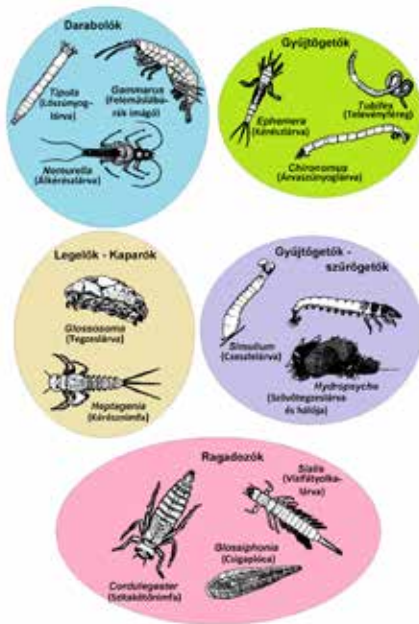 Darabolók
Tipula
(Lószúnyog-
lárva)
Gammarus
(Felemáslábú-
rák imágó)
Nemurella
(Álkérészlárva)
Gyűjtögetők
Ephemera
(Kérészlárva)
Tubifex
(Televényféreg)
Chironomus
(Árvaszúnyoglárva)
Legelők - Kaparók
Glossosoma
(Tegzeslárva)
Heptagenia
(Kérésznimfa)
Gyűjtögetők -
szűrögetők
Simulium
(Cseszlelárva)
Hydropsyche
(Szövőtegzeslárva
és hálója)
Ragadozók
Sialis
(Vízifátyolka-
lárva)
Glossiphonia
(Csigapióca)
Cordulegaster
(Szitakötőnimfa)